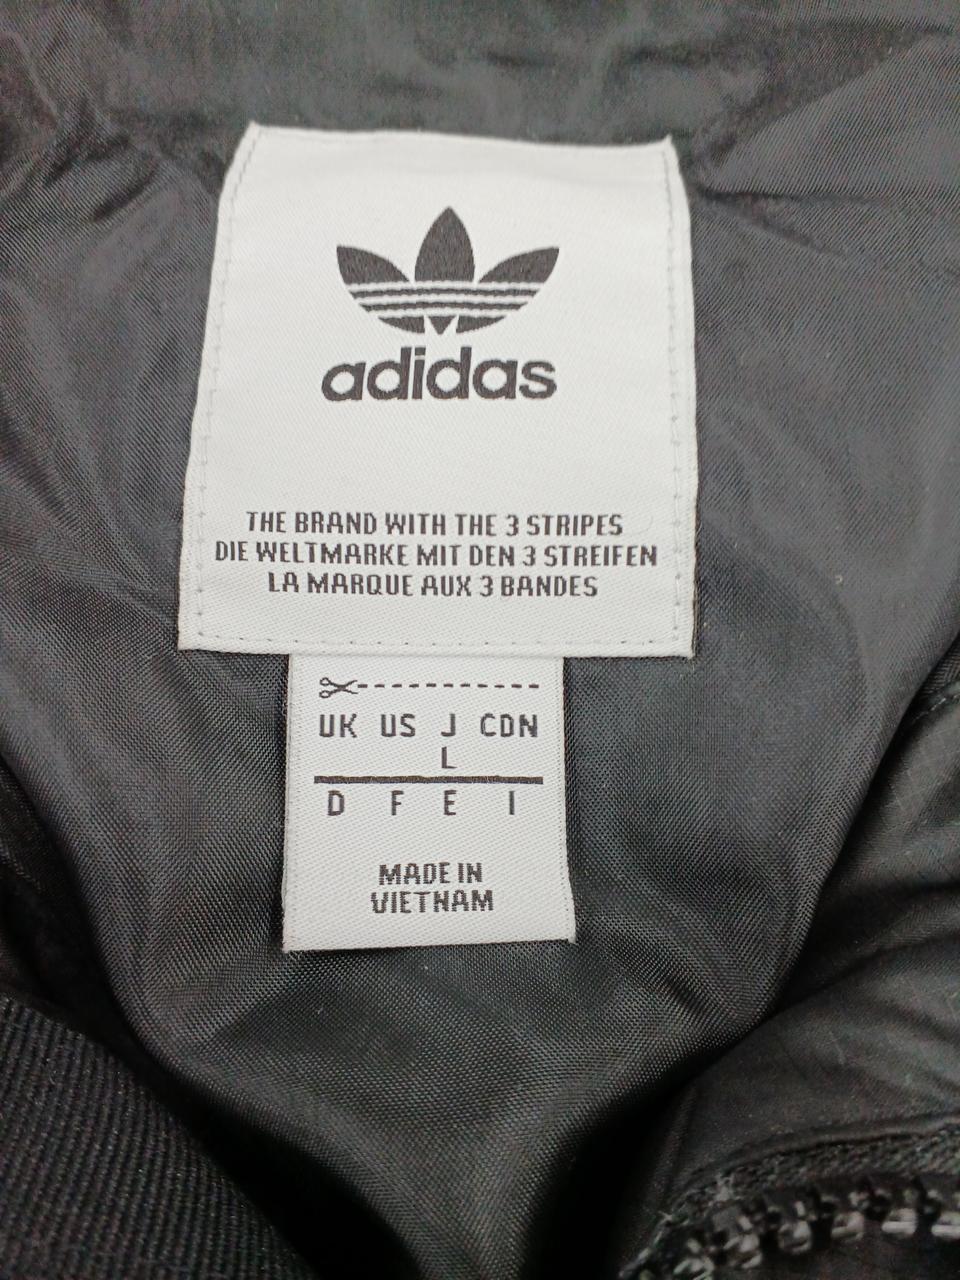 adidas
THE BRAND WITH THE 3 STRIPES
DIE WELTMARKE MIT DEN 3 STREIFEN
LA MARQUE AUX 3 BANDES
UK US J CDN
L
D F E I
MADE IN
VIETNAM